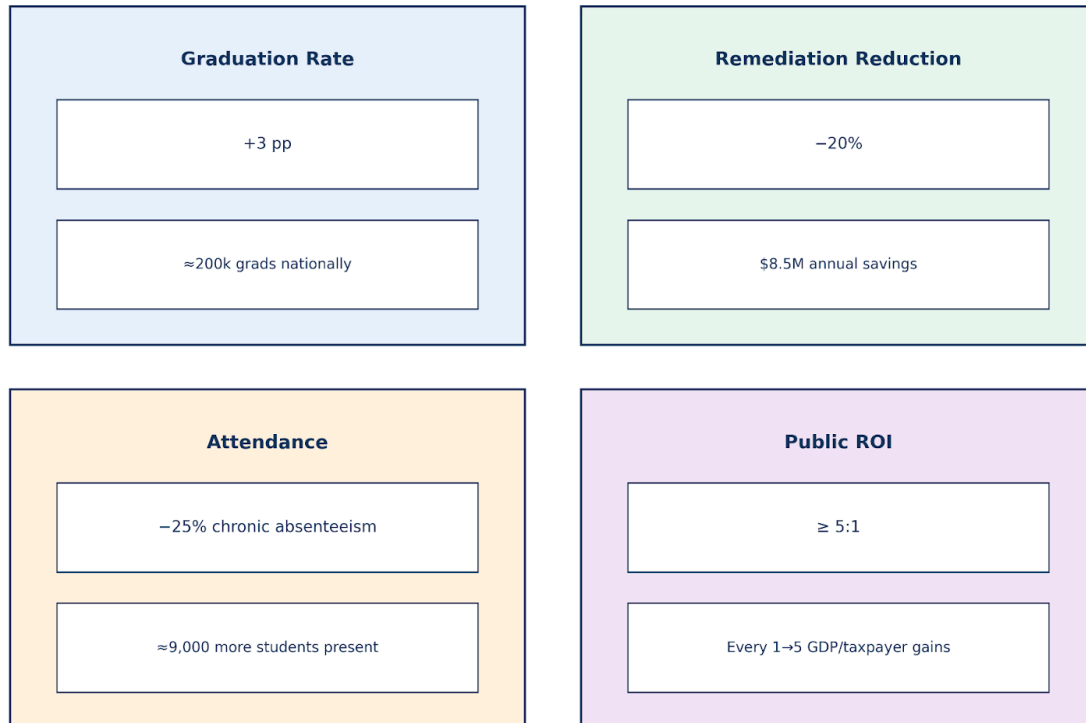 Graduation Rate
+3 pp
≈200k grads nationally
Remediation Reduction
−20%
$8.5M annual savings
Attendance
−25% chronic absenteeism
≈9,000 more students present
Public ROI
≥ 5:1
Every 1→5 GDP/taxpayer gains